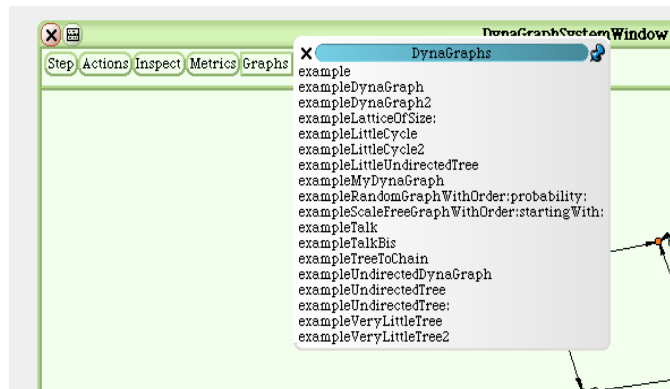 DynaGraphSystemWindow
Step Actions Inspect Metrics Graphs
DynaGraphs
example
exampleDynaGraph
exampleDynaGraph2
exampleLatticeOfSize:
exampleLittleCycle
exampleLittleCycle2
exampleLittleUndirectedTree
exampleMyDynaGraph
exampleRandomGraphWithOrder:probability:
exampleScaleFreeGraphWithOrder:startingWith:
exampleTalk
exampleTalkBis
exampleTreeToChain
exampleUndirectedDynaGraph
exampleUndirectedTree
exampleUndirectedTree:
exampleVeryLittleTree
exampleVeryLittleTree2